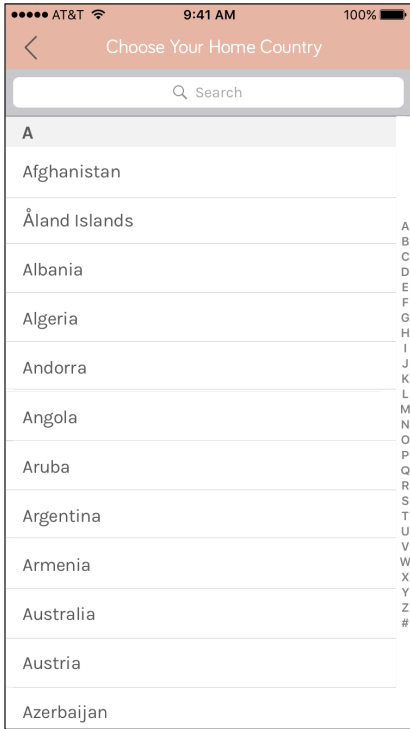 AT&T 9:41 AM 100%
Choose Your Home Country
Search
A
Afghanistan
Åland Islands
Albania
Algeria
Andorra
Angola
Aruba
Argentina
Armenia
Australia
Austria
Azerbaijan
A
B
C
D
E
F
G
H
I
J
K
L
M
N
O
P
Q
R
S
T
U
V
W
X
Y
Z
#